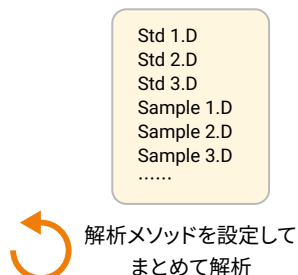 Std 1.D
Std 2.D
Std 3.D
Sample 1.D
Sample 2.D
Sample 3.D
……
解析メソッドを設定して
まとめて解析